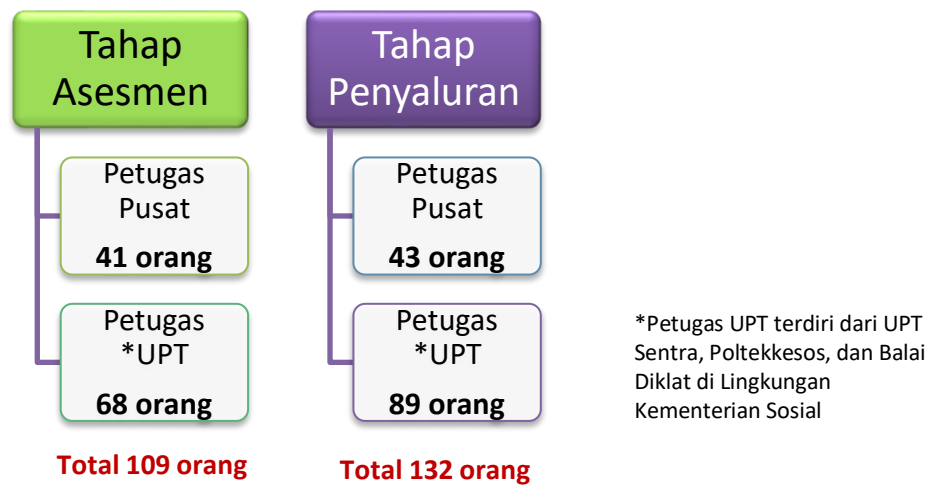 Tahap
Asesmen
Petugas
Pusat
41 orang
Petugas
*UPT
68 orang
Total 109 orang
Tahap
Penyaluran
Petugas
Pusat
43 orang
Petugas
*UPT
89 orang
Total 132 orang
*Petugas UPT terdiri dari UPT
Sentra, Poltekkesos, dan Balai
Diklat di Lingkungan
Kementerian Sosial